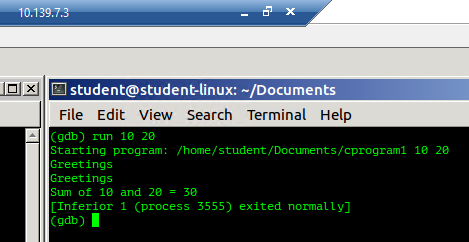 10.139.7.3
student@student-linux: ~/Documents
File Edit View Search Terminal Help
(gdb) run 10 20
Starting program: /home/student/Documents/cprogram1 10 20
Greetings
Greetings
Sum of 10 and 20 = 30
[Inferior 1 (process 3555) exited normally]
(gdb)